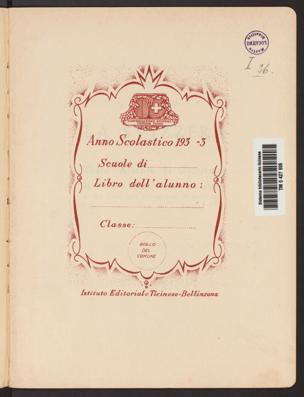 I 26.
Anno Scolastico 193 -3
Scuole di
Libro dell'alunno:
Classe:
BOLLO
DEL
COMUNE
Istituto Editoriale Ticinese-Bellinzona